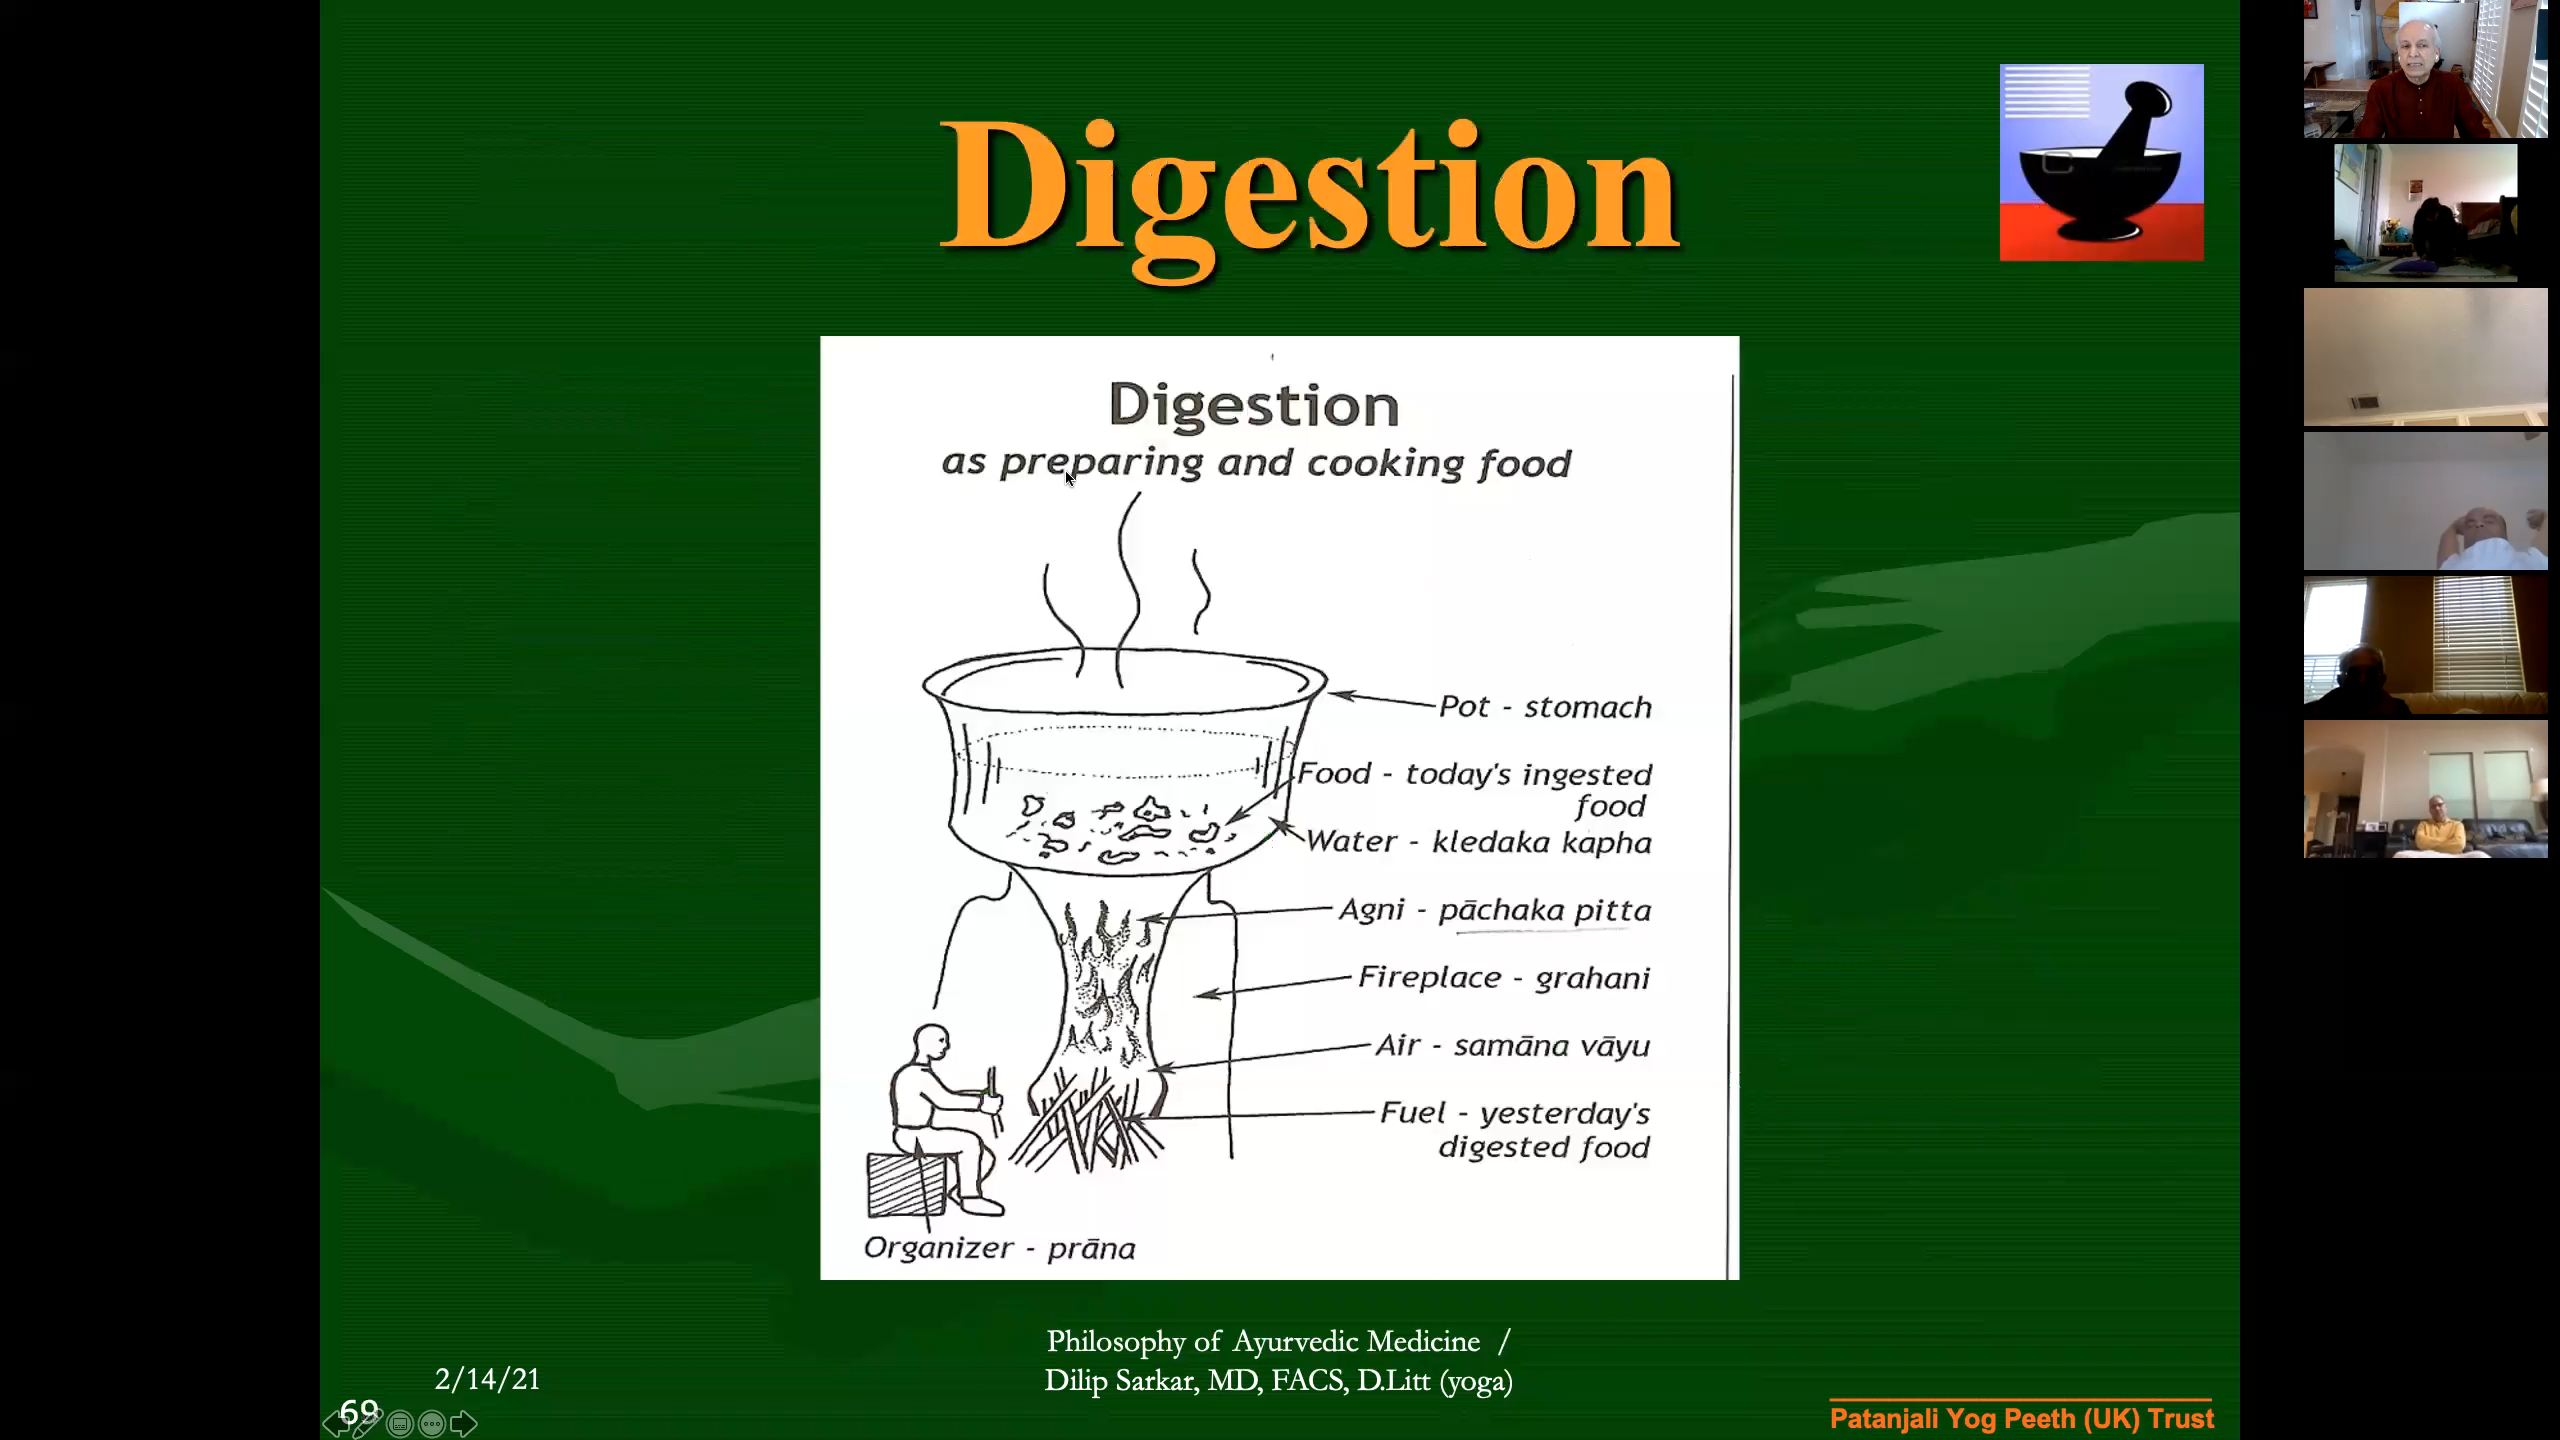 Digestion
Digestion
as preparing and cooking food
Pot - stomach
Food - today's ingested
food
Water - kledaka kapha
Agni - pāchaka pitta
Fireplace - grahani
Air - samāna vāyu
Fuel - yesterday's
digested food
Organizer - prāna
Philosophy of Ayurvedic Medicine /
Dilip Sarkar, MD, FACS, D.Litt (yoga)
2/14/21
69
Patanjali Yog Peeth (UK) Trust